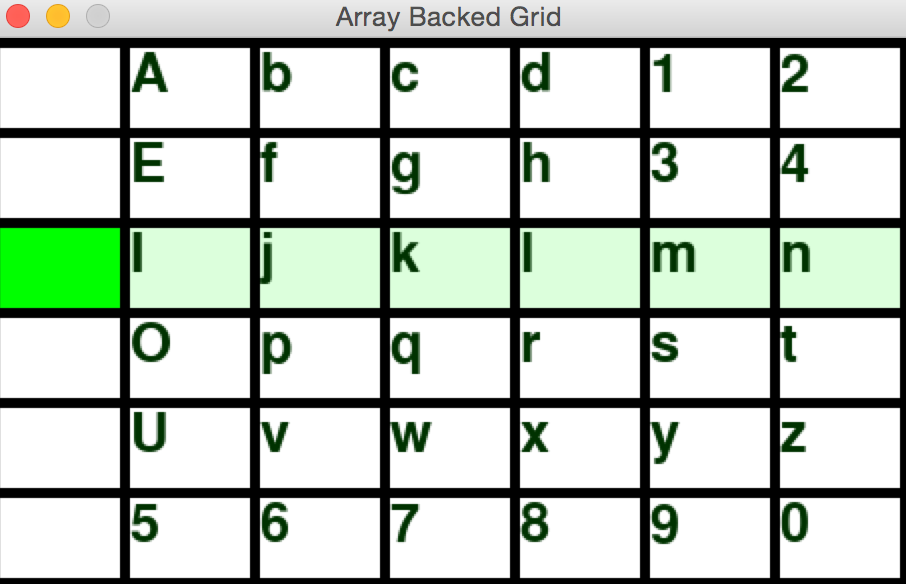 Array Backed Grid
A b c d 1 2
E f g h 3 4
I j k l m n
O p q r s t
U v w x y z
5 6 7 8 9 0